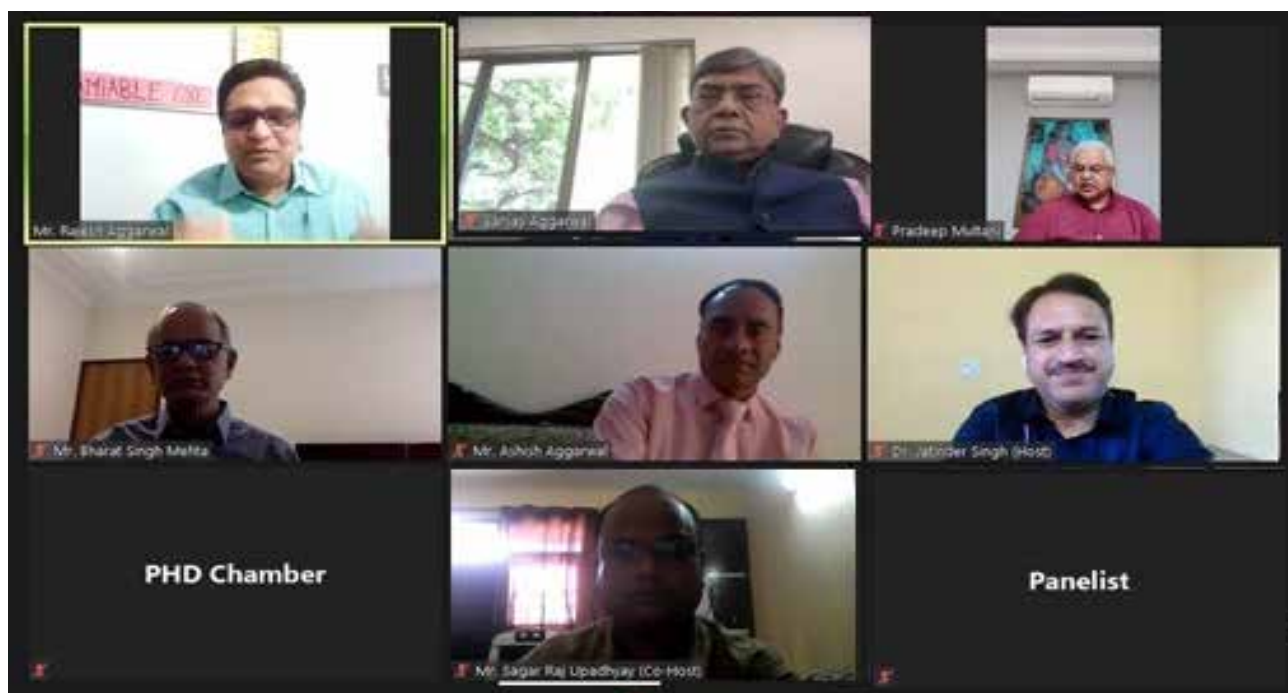 MIABLE
Mr. Rajesh Aggarwal
Sanjay Aggarwal
Pradeep Multani
Mr. Bharat Singh Mehta
Mr. Ashish Aggarwal
Dr. Jatinder Singh (Host)
PHD Chamber
Mr. Sagar Raj Upadhyay (Co-Host)
Panelist